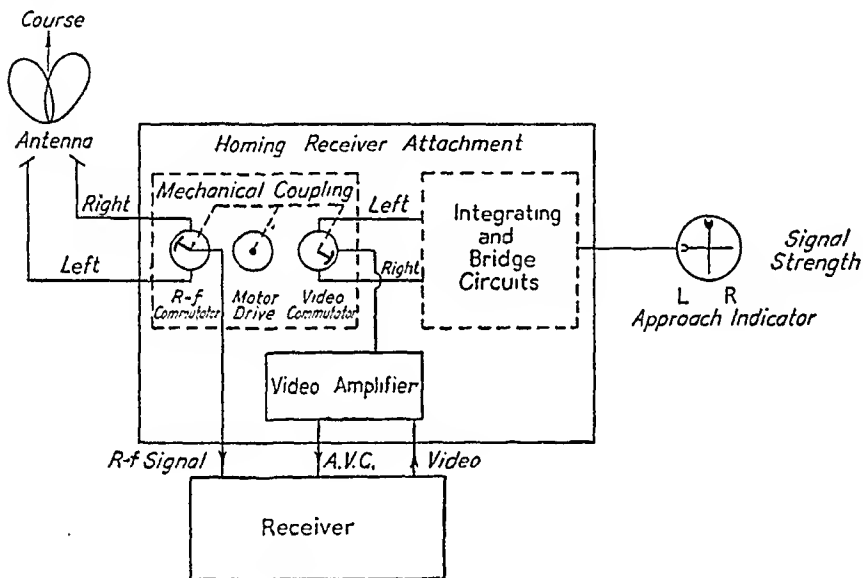 Course
Antenna
Homing Receiver Attachment
Mechanical Coupling
Right
Left
Left
Right
R-f
Commutator
Motor
Drive
Video
Commutator
Integrating
and
Bridge
Circuits
Signal
Strength
L R
Approach Indicator
Video Amplifier
R-f Signal
A.V.C.
Video
Receiver